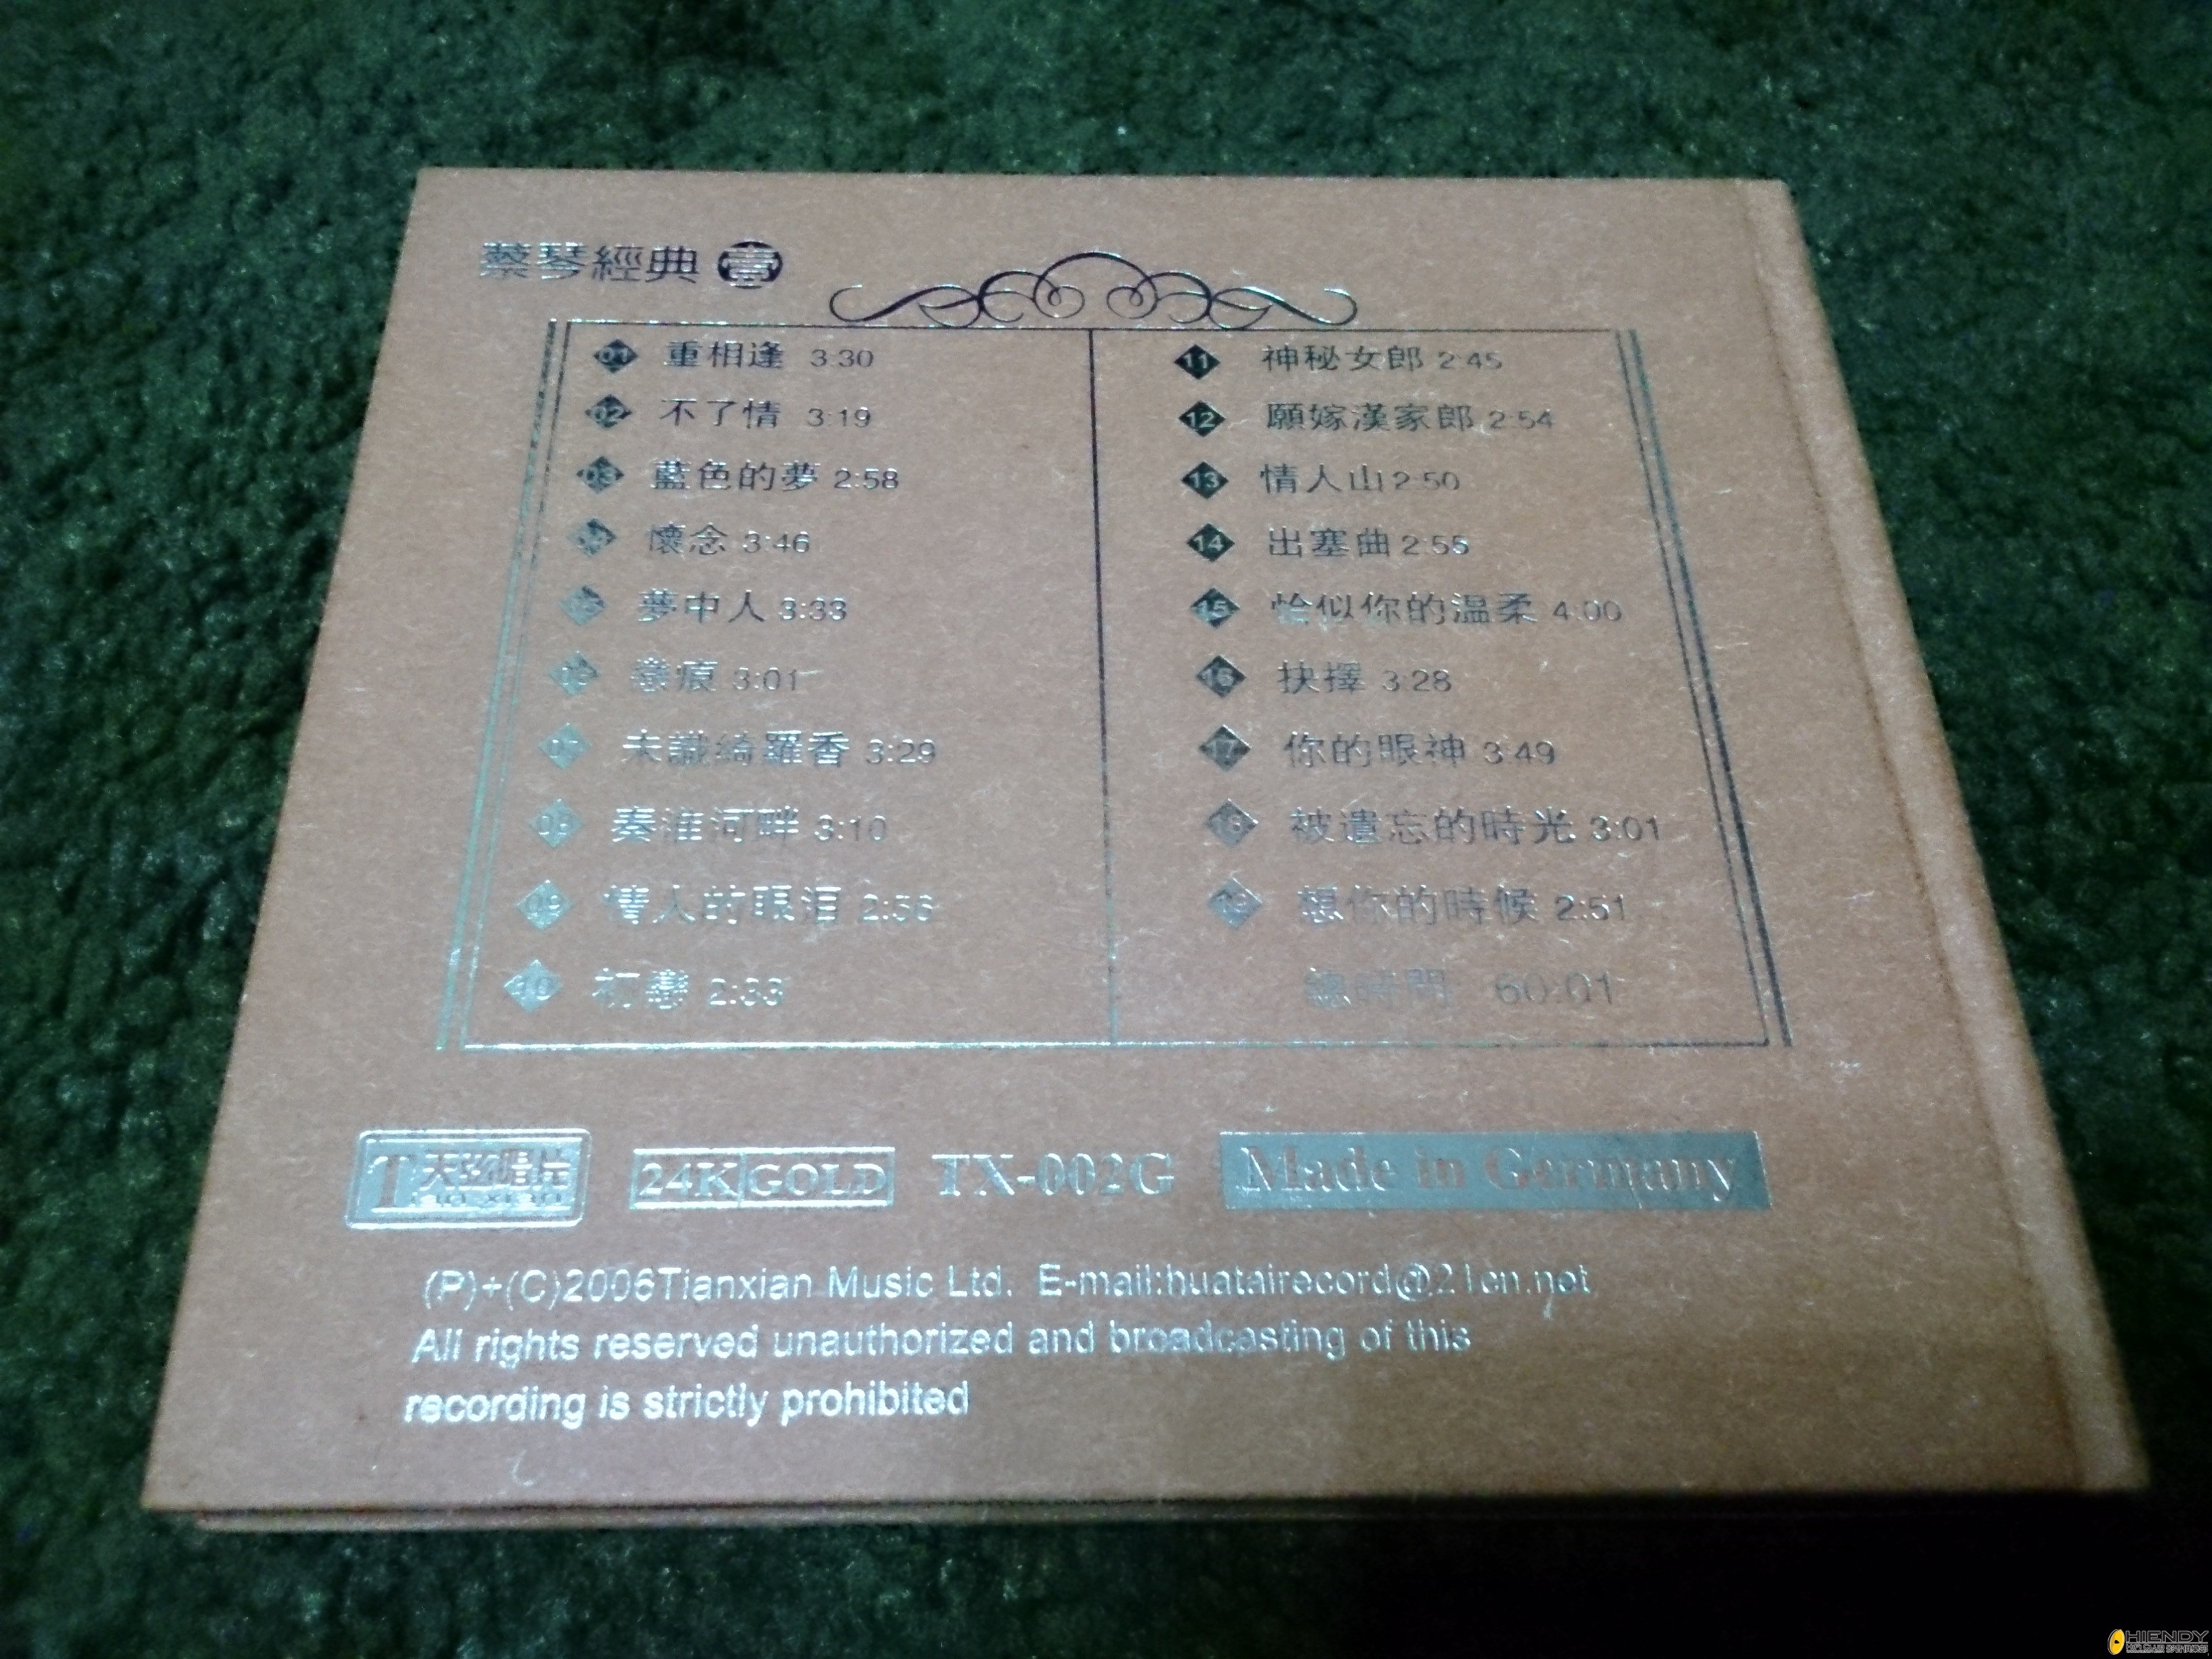 蔡琴經典 壹
01 重相逢 3:30
02 不了情 3:19
03 藍色的夢 2:58
04 懷念 3:46
05 夢中人 3:33
06 意痕 3:01
07 未識綺羅香 3:29
08 秦淮河畔 3:10
09 情人的眼淚 2:56
10 初戀 2:33
11 神秘女郎 2:45
12 願嫁漢家郎 2:54
13 情人山 2:50
14 出塞曲 2:55
15 恰似你的温柔 4:00
16 抉擇 3:28
17 你的眼神 3:49
18 被遺忘的時光 3:01
19 想你的時候 2:51
總時間 60:01
T 天弦唱片
24K GOLD
TX-002G
Made in Germany
(P)+(C)2006Tianxian Music Ltd. E-mail:huatairecord@21cn.net
All rights reserved unauthorized and broadcasting of this
recording is strictly prohibited
HIENDY